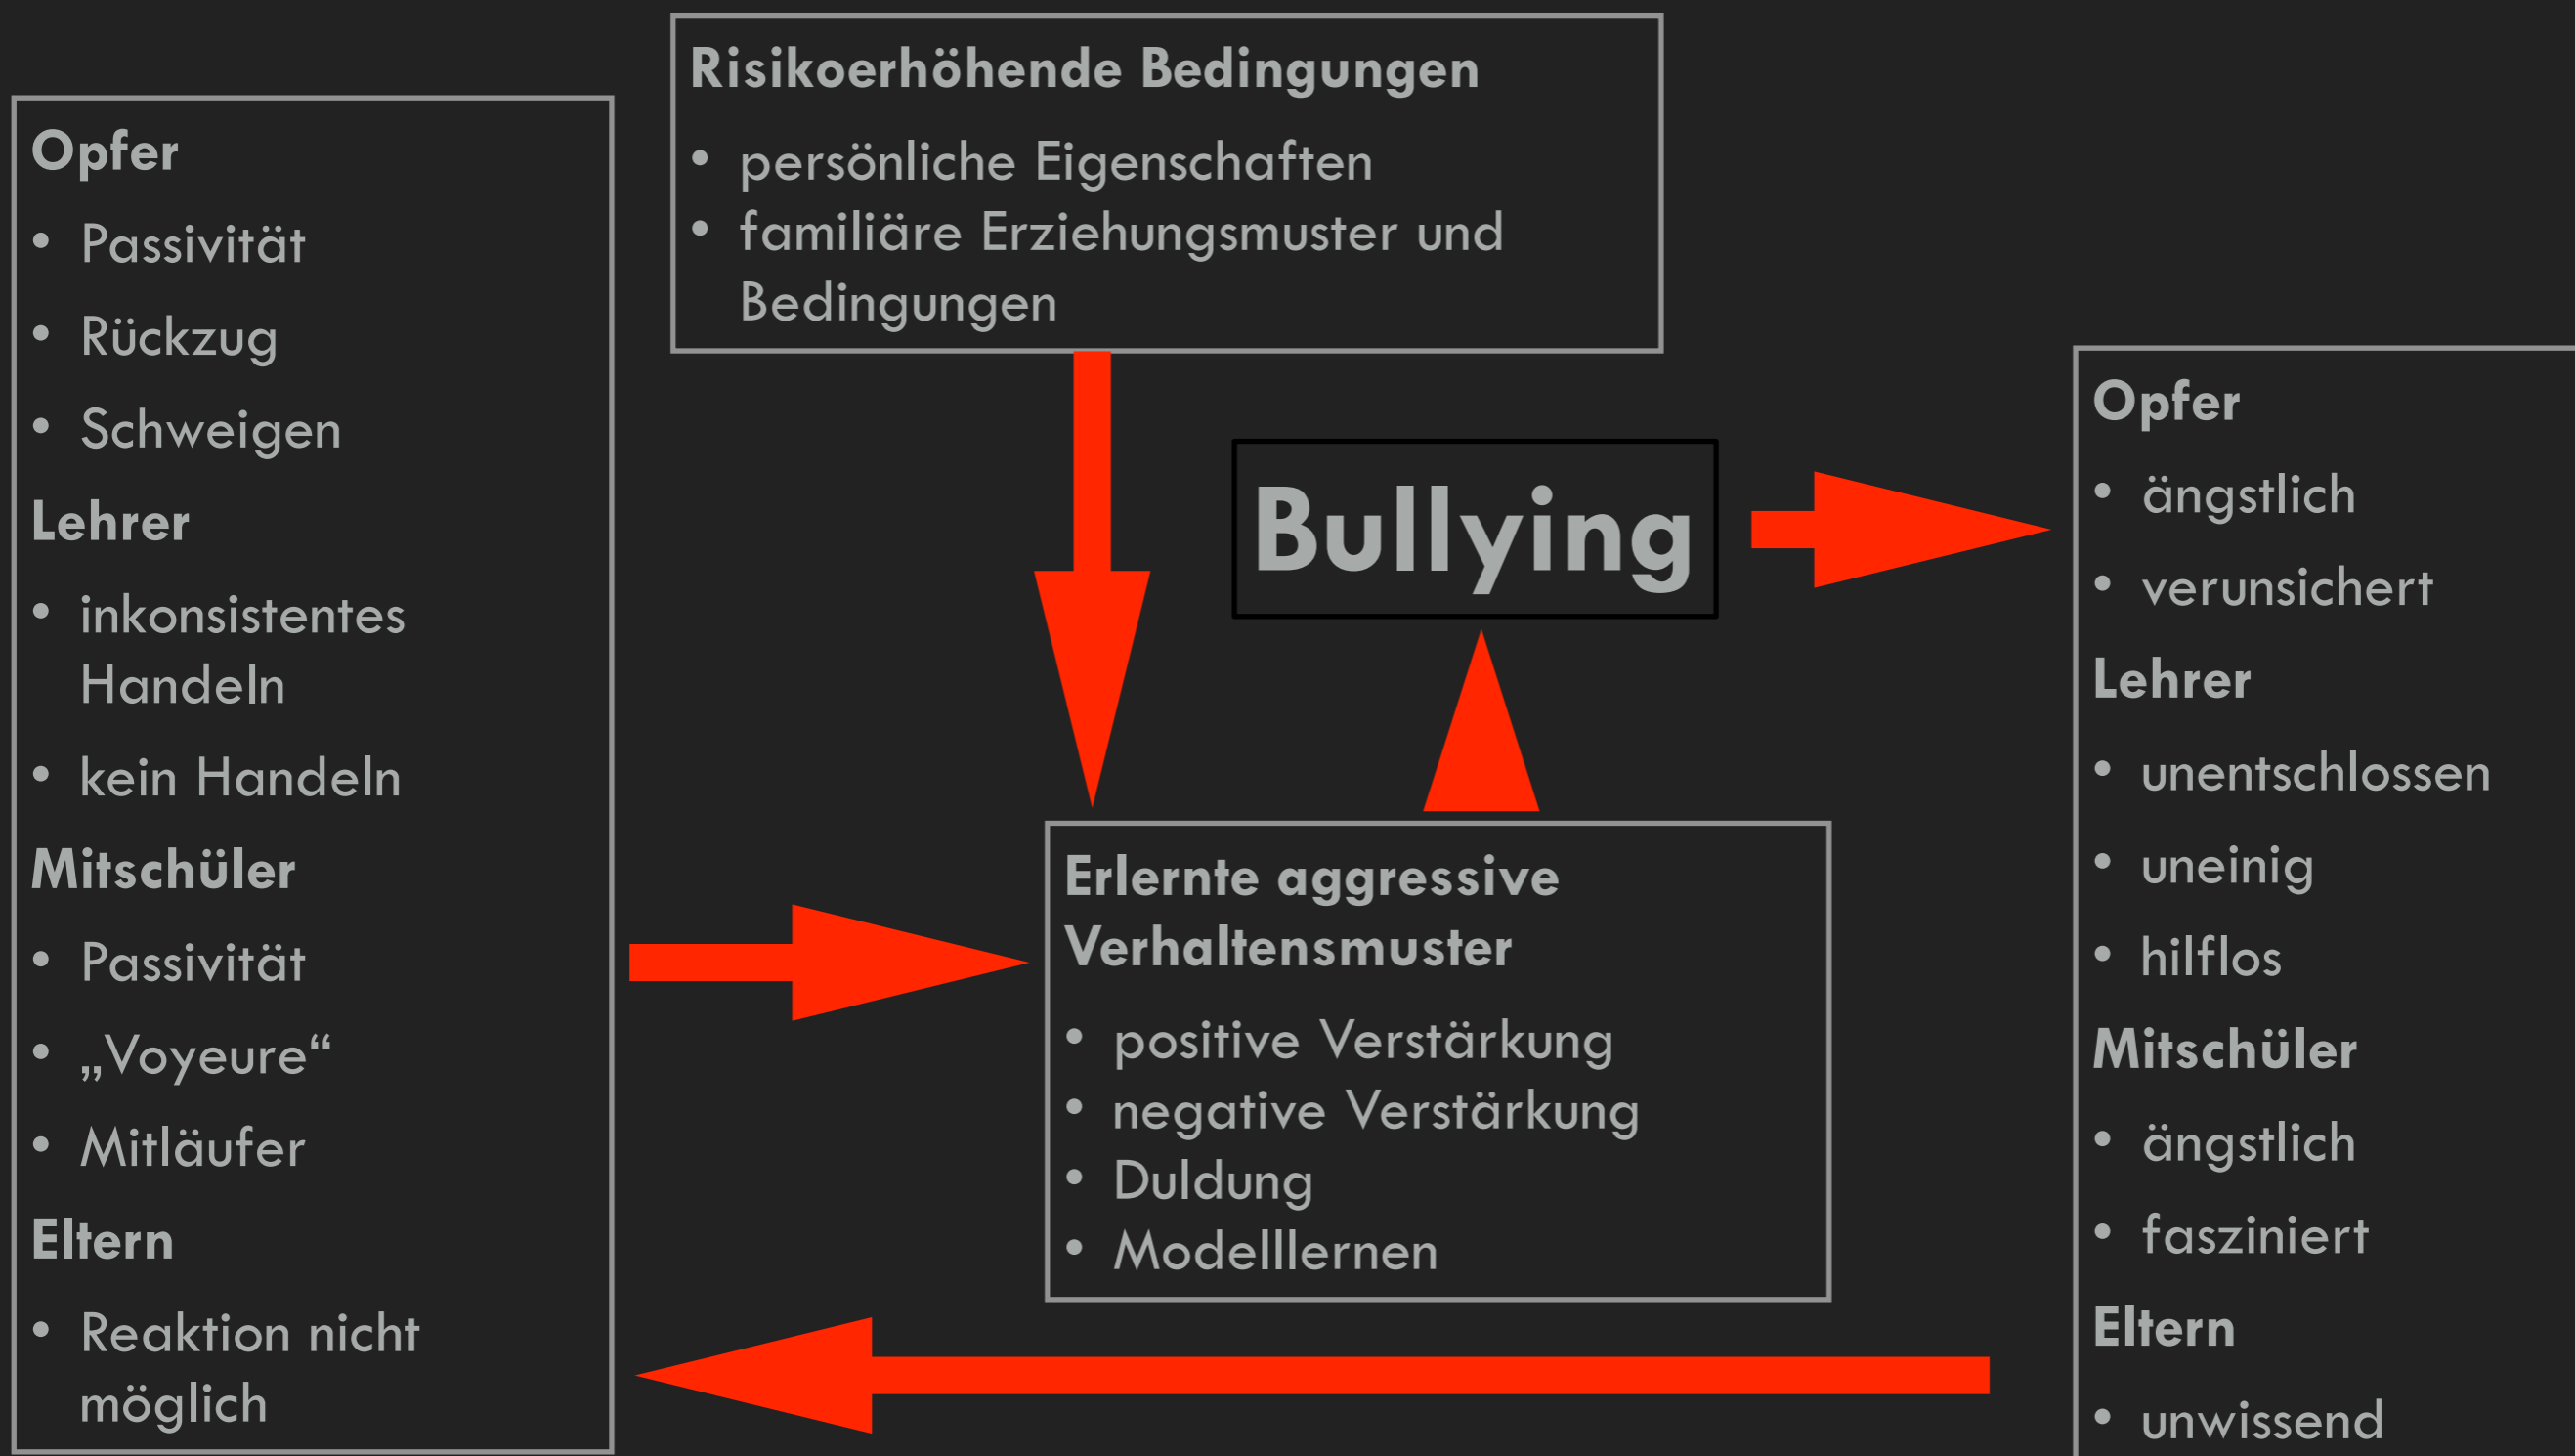 Risikoerhöhende Bedingungen
• persönliche Eigenschaften
• familiäre Erziehungsmuster und
Bedingungen
Opfer
• Passivität
• Rückzug
• Schweigen
Lehrer
• inkonsistentes
Handeln
• kein Handeln
Mitschüler
• Passivität
• „Voyeure“
• Mitläufer
Eltern
• Reaktion nicht
möglich
Bullying
Erlernte aggressive
Verhaltensmuster
• positive Verstärkung
• negative Verstärkung
• Duldung
• Modelllernen
Opfer
• ängstlich
• verunsichert
Lehrer
• unentschlossen
• uneinig
• hilflos
Mitschüler
• ängstlich
• fasziniert
Eltern
• unwissend